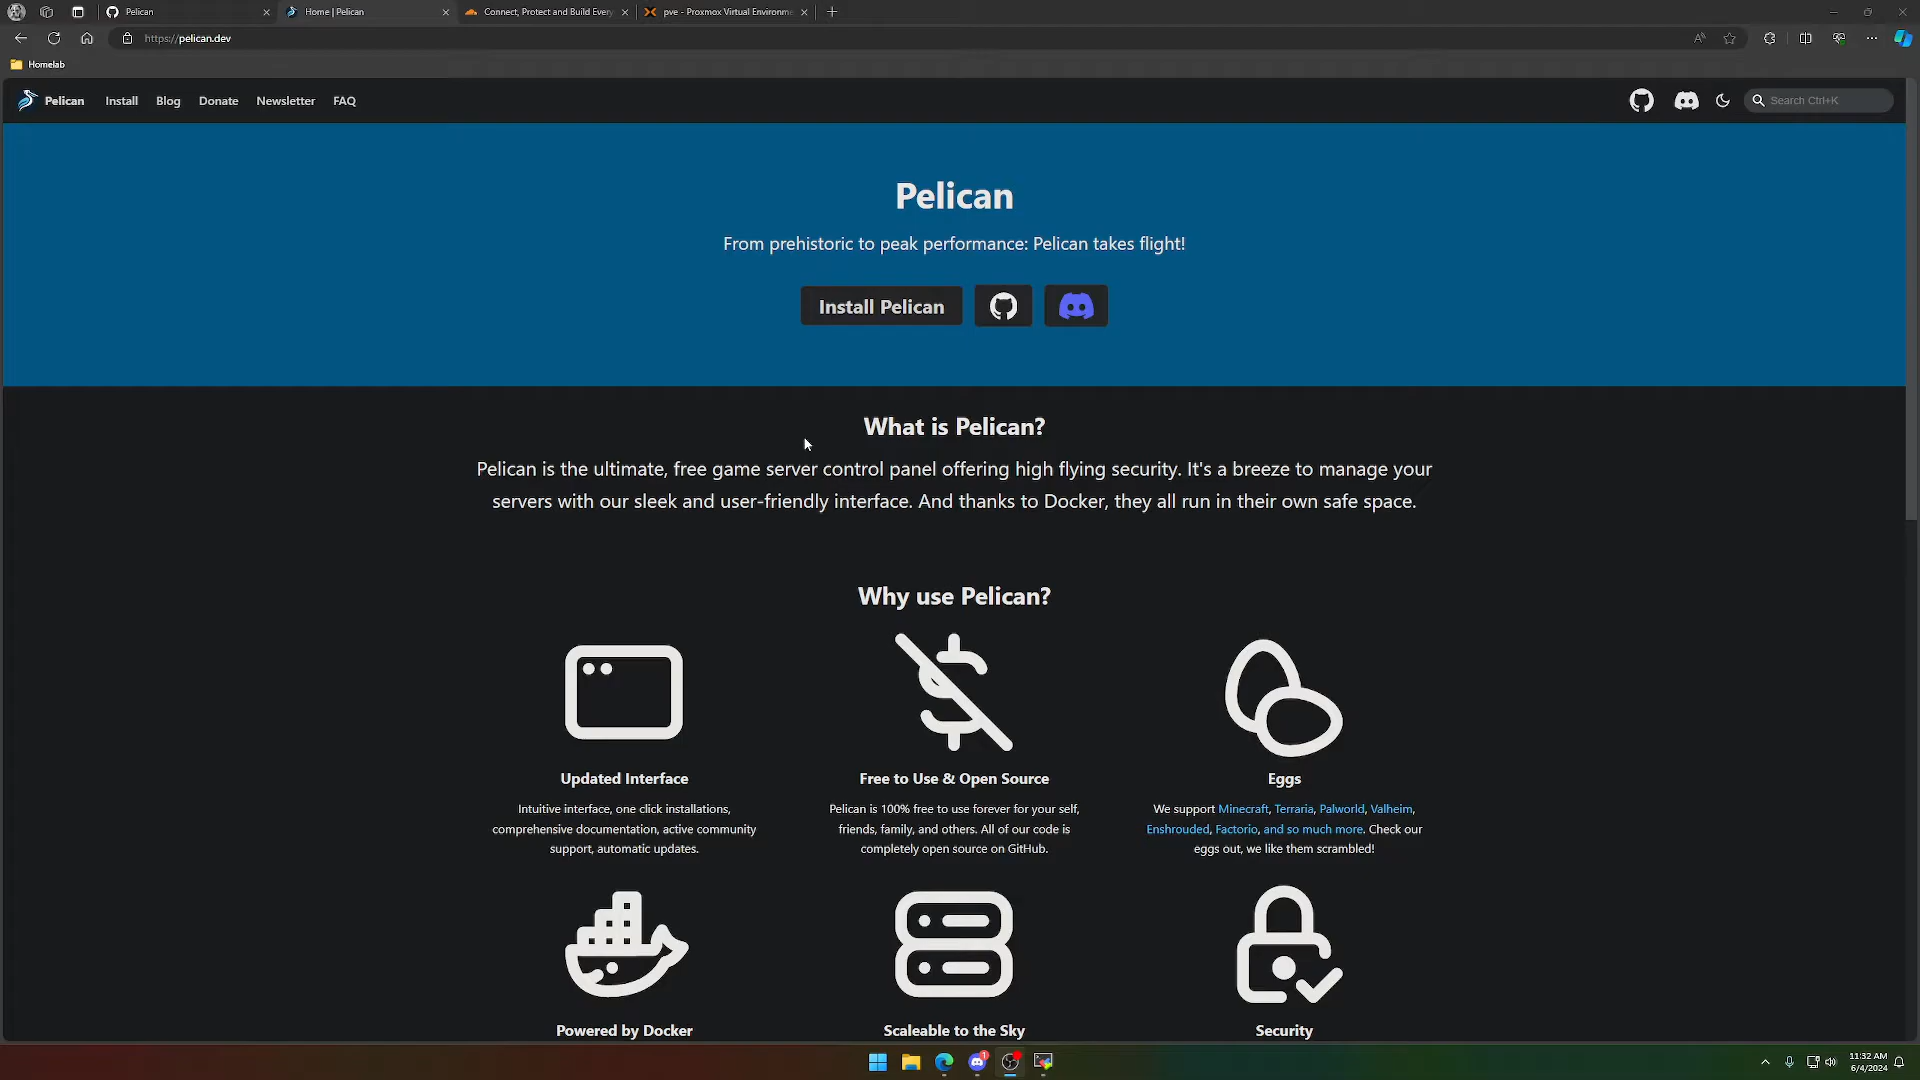 Pelican
Home | Pelican
Connect, Protect and Build Every
pve - Proxmox Virtual Environme
https://pelican.dev
Homelab
Pelican
Install
Blog
Donate
Newsletter
FAQ
Search Ctrl+K
Pelican
From prehistoric to peak performance: Pelican takes flight!
Install Pelican
What is Pelican?
Pelican is the ultimate, free game server control panel offering high flying security. It's a breeze to manage your
servers with our sleek and user-friendly interface. And thanks to Docker, they all run in their own safe space.
Why use Pelican?
Updated Interface
Intuitive interface, one click installations,
comprehensive documentation, active community
support, automatic updates.
Free to Use & Open Source
Pelican is 100% free to use forever for your self,
friends, family, and others. All of our code is
completely open source on GitHub.
Eggs
We support Minecraft, Terraria, Palworld, Valheim,
Enshrouded, Factorio, and so much more. Check our
eggs out, we like them scrambled!
Powered by Docker
Scaleable to the Sky
Security
1
11:32 AM
6/4/2024